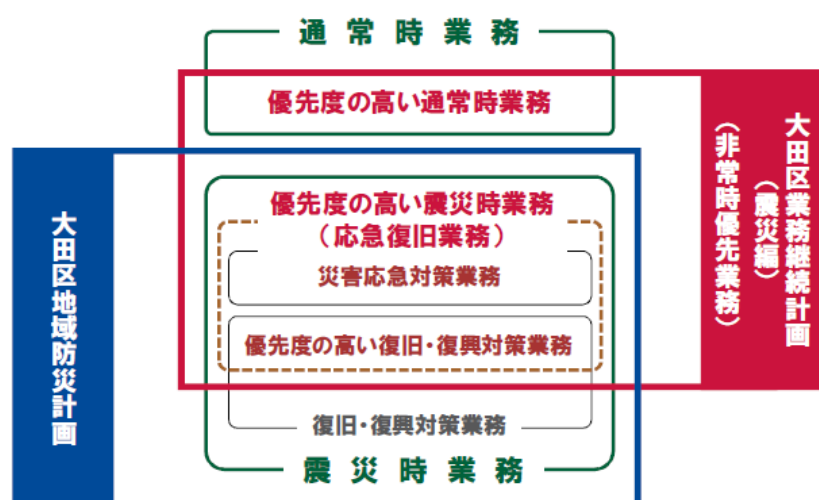 通常時業務
優先度の高い通常時業務
優先度の高い震災時業務
（応急復旧業務）
災害応急対策業務
優先度の高い復旧・復興対策業務
復旧・復興対策業務
震災時業務
大田区地域防災計画
大田区業務継続計画
（震災編）
（非常時優先業務）